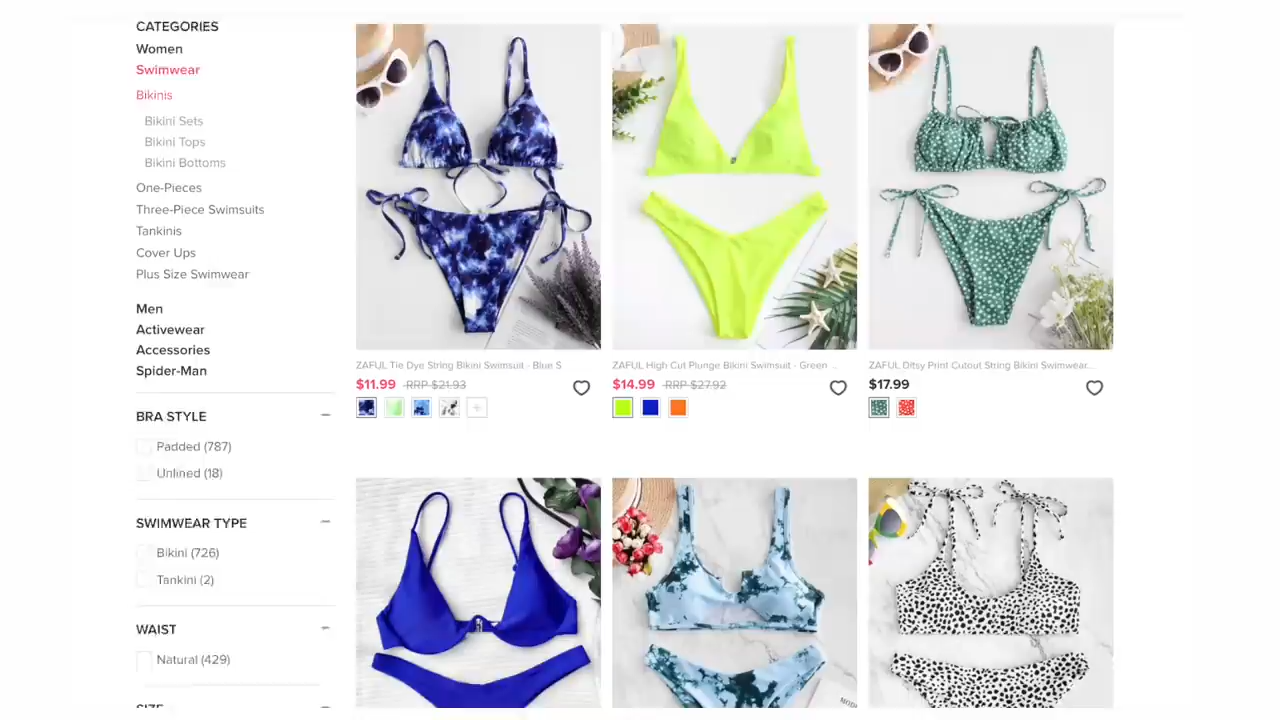 CATEGORIES
Women
Swimwear
Bikinis
Bikini Sets
Bikini Tops
Bikini Bottoms
One-Pieces
Three-Piece Swimsuits
Tankinis
Cover Ups
Plus Size Swimwear
Men
Activewear
Accessories
Spider-Man
BRA STYLE
Padded (787)
Unlined (18)
SWIMWEAR TYPE
Bikini (726)
Tankini (2)
WAIST
Natural (429)
SIZE
ZAFUL Tie Dye String Bikini Swimsuit - Blue S
$11.99 RRP $21.93
ZAFUL High Cut Plunge Bikini Swimsuit - Green ...
$14.99 RRP $27.92
ZAFUL Ditsy Print Cutout String Bikini Swimwear...
$17.99